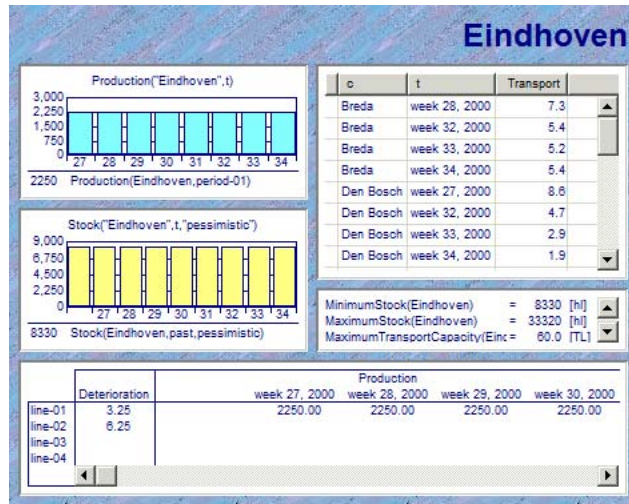 Eindhoven
Production("Eindhoven",t)
3,000
2,250
1,500
750
0
27 28 29 30 31 32 33 34
2250 Production(Eindhoven,period-01)
c t Transport
Breda week 28, 2000 7.3
Breda week 32, 2000 5.4
Breda week 33, 2000 5.2
Breda week 34, 2000 5.4
Den Bosch week 27, 2000 8.6
Den Bosch week 32, 2000 4.7
Den Bosch week 33, 2000 2.9
Den Bosch week 34, 2000 1.9
Stock("Eindhoven",t,"pessimistic")
9,000
6,750
4,500
2,250
0
27 28 29 30 31 32 33 34
8330 Stock(Eindhoven,past,pessimistic)
MinimumStock(Eindhoven) = 8330 [hl]
MaximumStock(Eindhoven) = 33320 [hl]
MaximumTransportCapacity(Einc = 60.0 [TL]
Production
Deterioration week 27, 2000 week 28, 2000 week 29, 2000 week 30, 2000
line-01 3.25 2250.00 2250.00 2250.00 2250.00
line-02 6.25
line-03
line-04